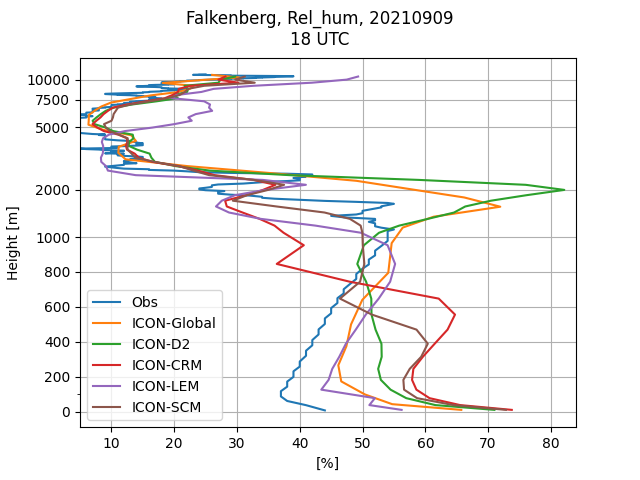 Falkenberg, Rel_hum, 20210909
18 UTC
10000
7500
5000
2000
1000
800
600
400
200
0
Height [m]
Obs
ICON-Global
ICON-D2
ICON-CRM
ICON-LEM
ICON-SCM
10 20 30 40 50 60 70 80
[%]